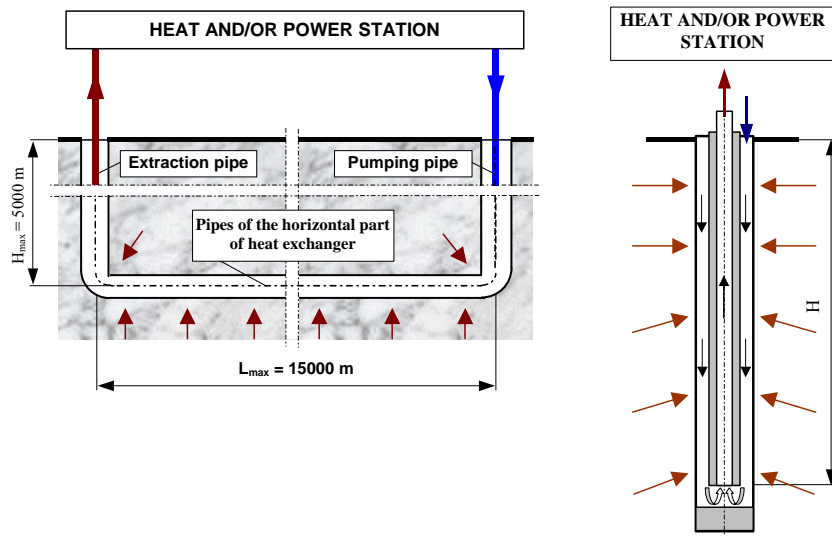 HEAT AND/OR POWER STATION
Extraction pipe
Pumping pipe
Pipes of the horizontal part
of heat exchanger
Hmax = 5000 m
Lmax = 15000 m
HEAT AND/OR POWER
STATION
H